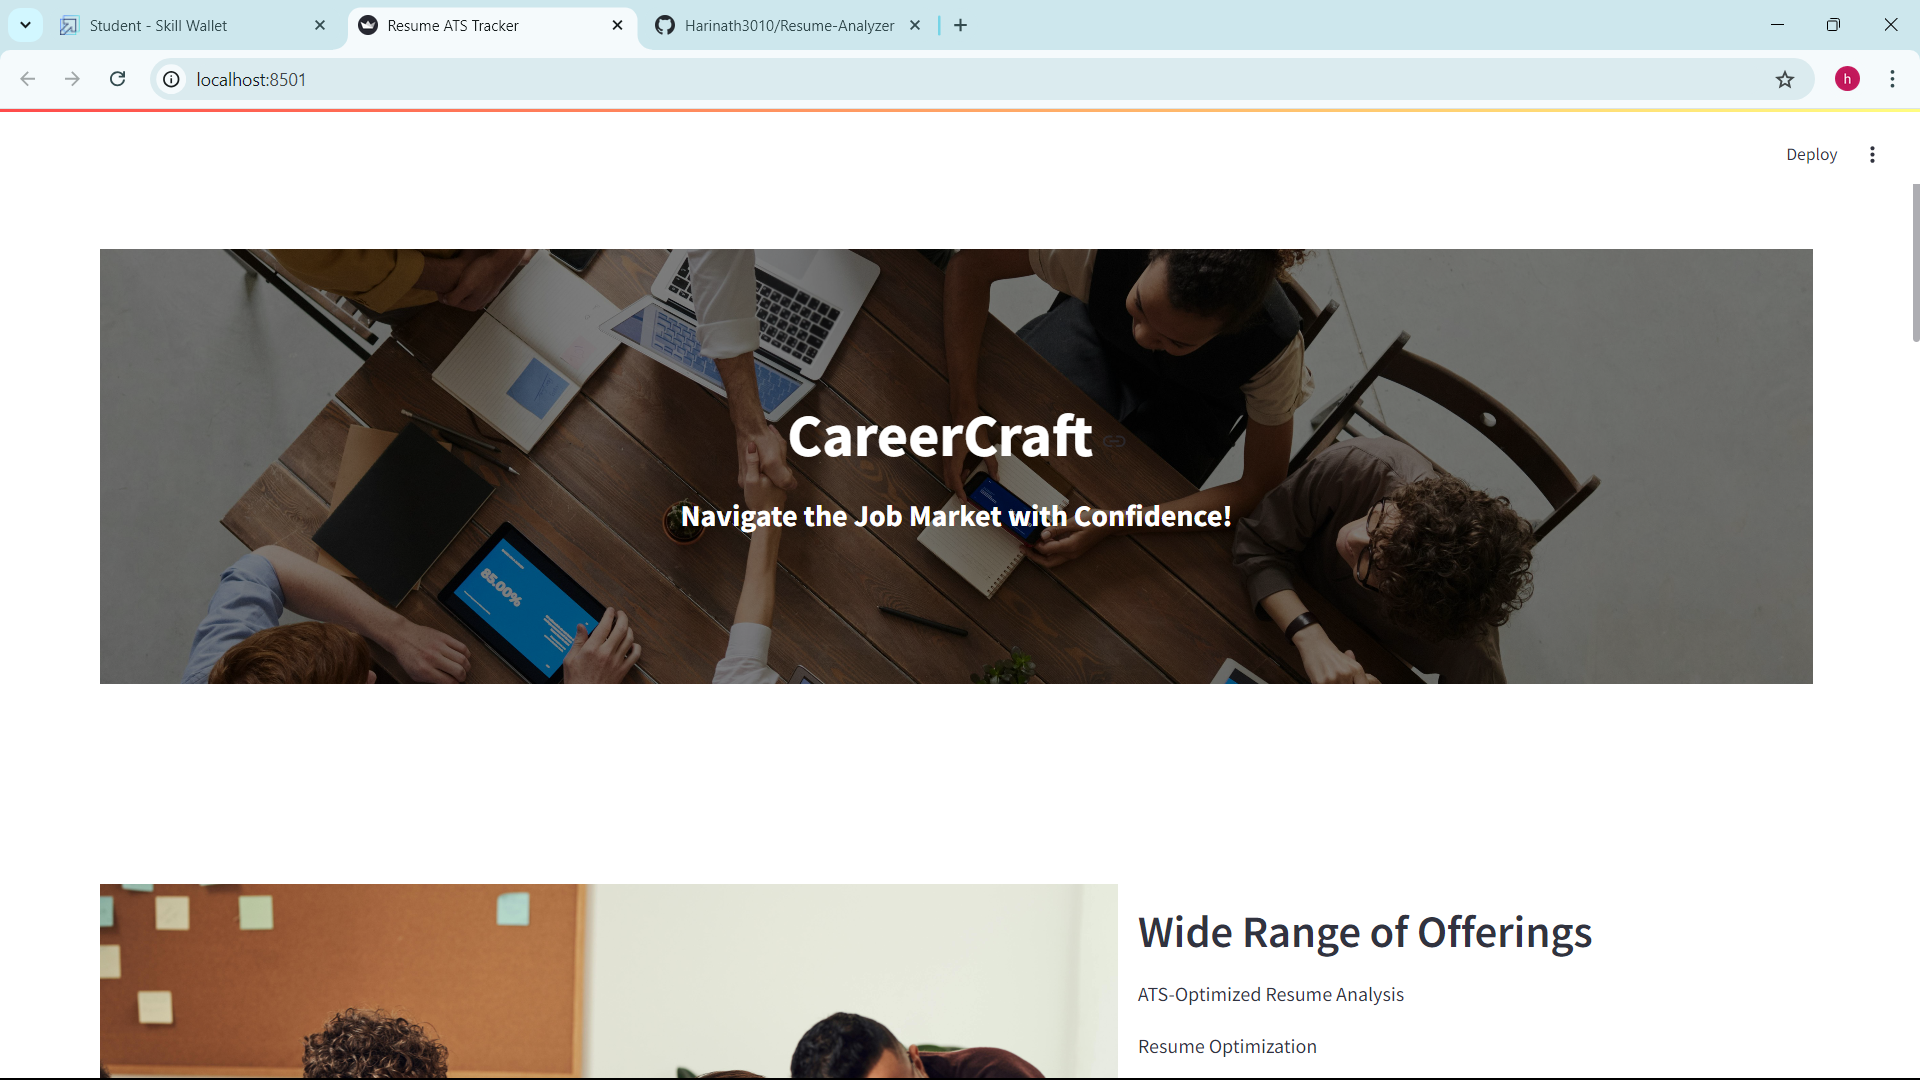 Student - Skill Wallet
Resume ATS Tracker
Harinath3010/Resume-Analyzer
localhost:8501
h
Deploy
CareerCraft
Navigate the Job Market with Confidence!
85.00%
Wide Range of Offerings
ATS-Optimized Resume Analysis
Resume Optimization